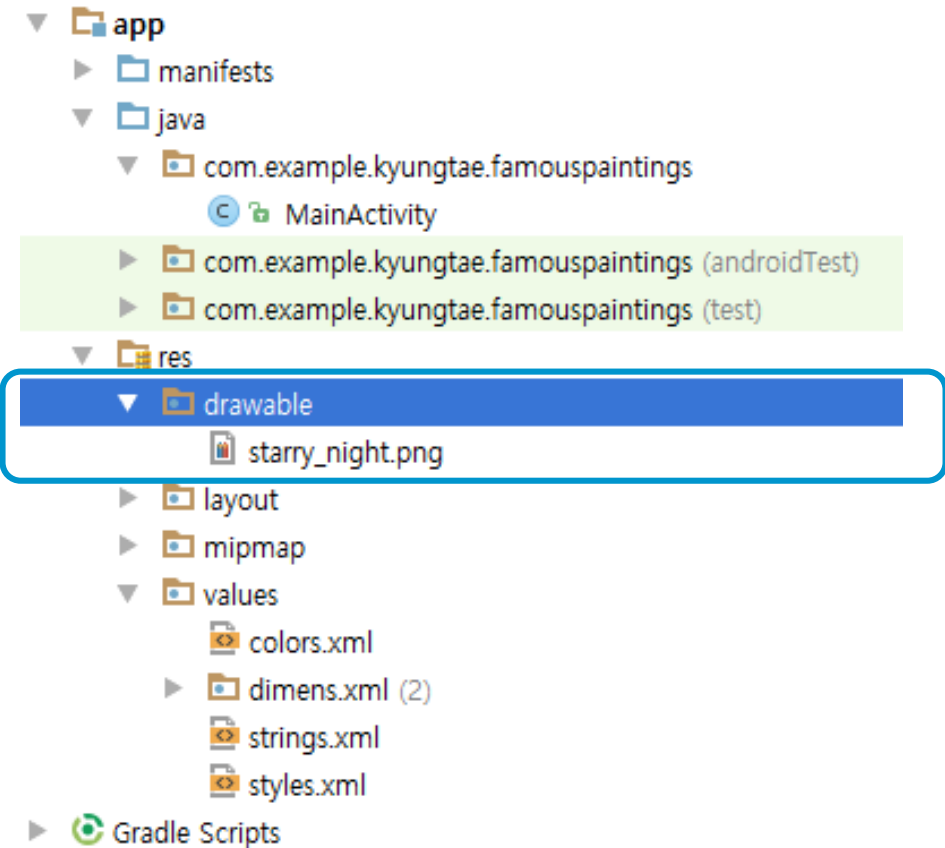 app
manifests
java
com.example.kyungtae.famouspaintings
C MainActivity
com.example.kyungtae.famouspaintings (androidTest)
com.example.kyungtae.famouspaintings (test)
res
drawable
starry_night.png
layout
mipmap
values
colors.xml
dimens.xml (2)
strings.xml
styles.xml
Gradle Scripts